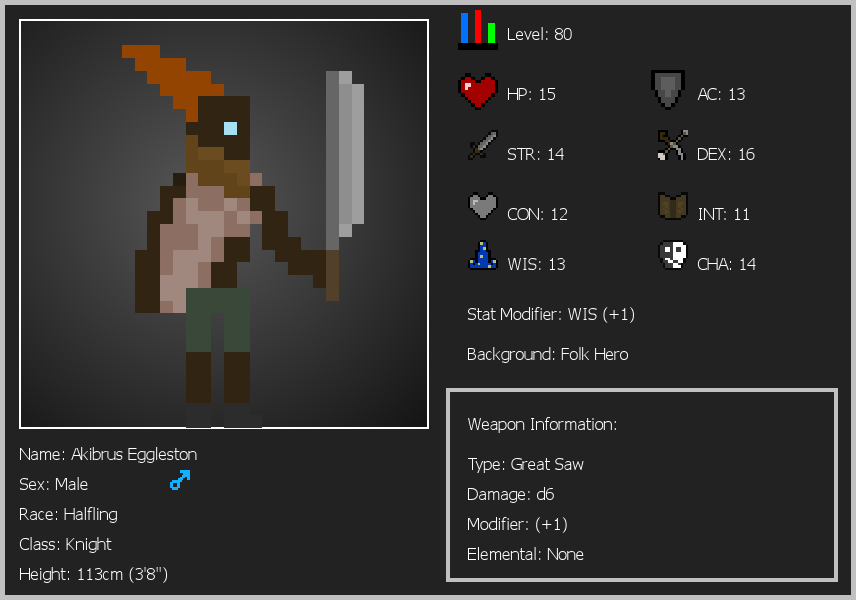 Level: 80
HP: 15
AC: 13
STR: 14
DEX: 16
CON: 12
INT: 11
WIS: 13
CHA: 14
Stat Modifier: WIS (+1)
Background: Folk Hero
Weapon Information:
Type: Great Saw
Damage: d6
Modifier: (+1)
Elemental: None
Name: Akibrus Eggleston
Sex: Male
Race: Halfling
Class: Knight
Height: 113cm (3'8")